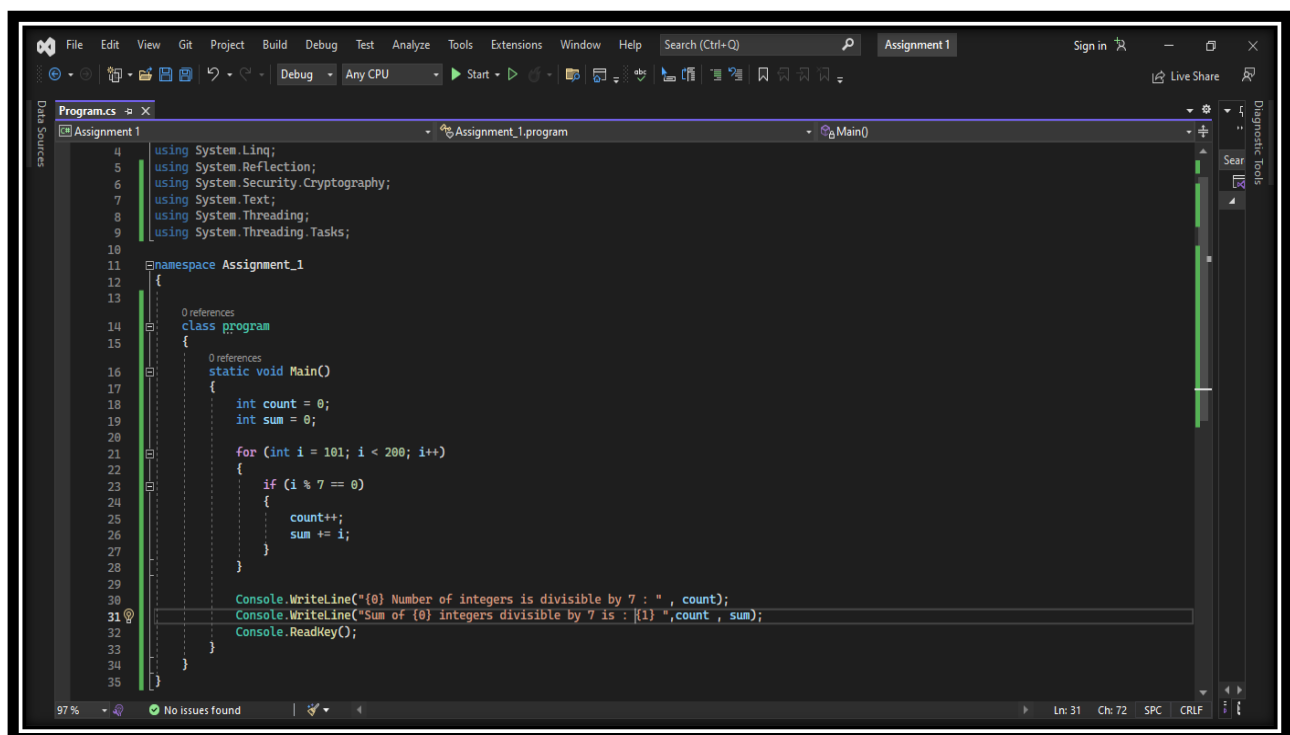 File Edit View Git Project Build Debug Test Analyze Tools Extensions Window Help Search (Ctrl+Q) Assignment 1 Sign in
Debug Any CPU Start Live Share
Data Sources
Program.cs
Assignment 1 Assignment_1.program Main()
4 using System.Linq;
5 using System.Reflection;
6 using System.Security.Cryptography;
7 using System.Text;
8 using System.Threading;
9 using System.Threading.Tasks;
10
11 namespace Assignment_1
12 {
13
0 references
14 class program
15 {
0 references
16 static void Main()
17 {
18 int count = 0;
19 int sum = 0;
20
21 for (int i = 101; i < 200; i++)
22 {
23 if (i % 7 == 0)
24 {
25 count++;
26 sum += i;
27 }
28 }
29
30 Console.WriteLine("{0} Number of integers is divisible by 7 : " , count);
31 Console.WriteLine("Sum of {0} integers divisible by 7 is : {1} ",count , sum);
32 Console.ReadKey();
33 }
34 }
35 }
Sear
Diagnostic Tools
97 % No issues found Ln: 31 Ch: 72 SPC CRLF